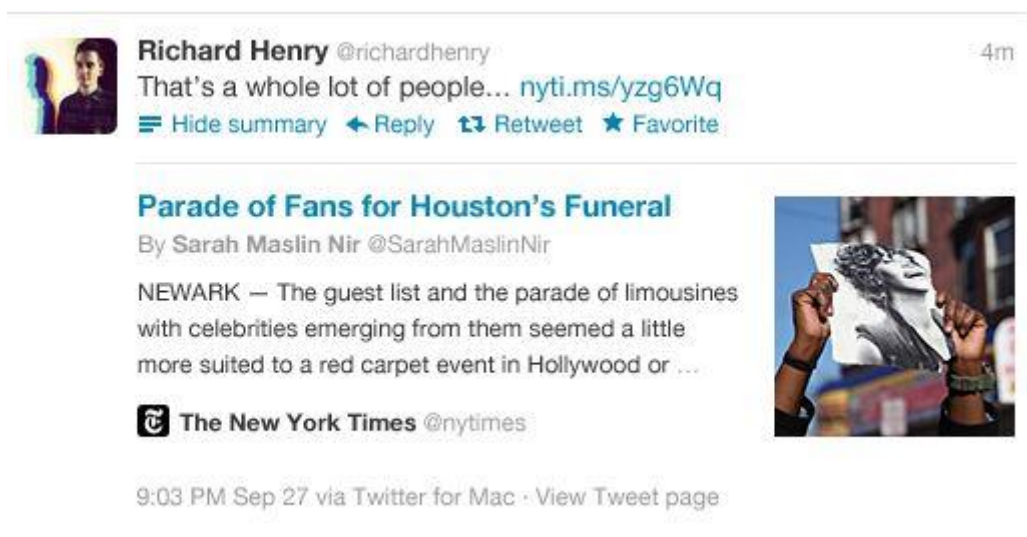 Richard Henry @richardhenry 4m
That's a whole lot of people... nyti.ms/yzg6Wq
Hide summary Reply Retweet Favorite
Parade of Fans for Houston's Funeral
By Sarah Maslin Nir @SarahMaslinNir
NEWARK — The guest list and the parade of limousines
with celebrities emerging from them seemed a little
more suited to a red carpet event in Hollywood or ...
The New York Times @nytimes
9:03 PM Sep 27 via Twitter for Mac · View Tweet page